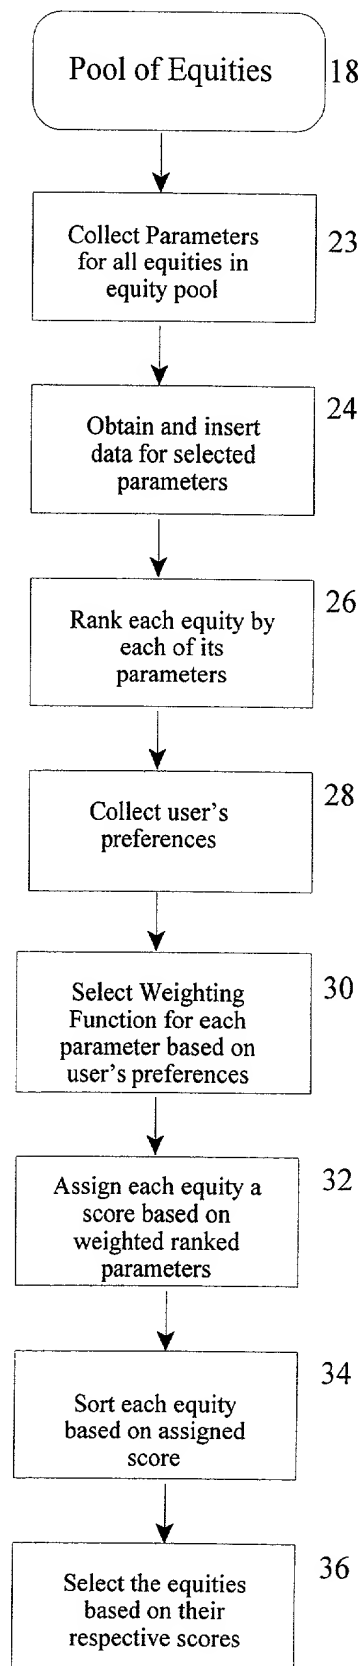 Pool of Equities 18
Collect Parameters 23
for all equities in
equity pool
24
Obtain and insert
data for selected
parameters
26
Rank each equity by
each of its
parameters
28
Collect user's
preferences
Select Weighting 30
Function for each
parameter based on
user's preferences
Assign each equity a 32
score based on
weighted ranked
parameters
34
Sort each equity
based on assigned
score
36
Select the equities
based on their
respective scores